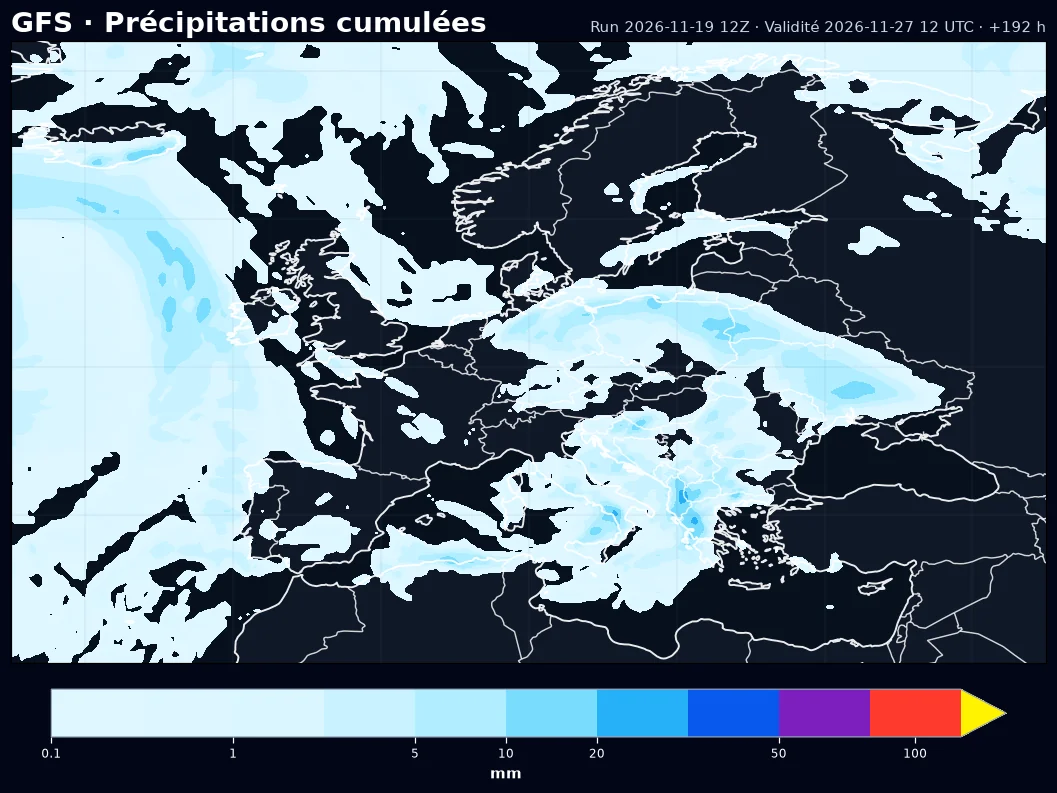 GFS · Précipitations cumulées
Run 2026-11-19 12Z · Validité 2026-11-27 12 UTC · +192 h
0.1 1 5 10 20 50 100
mm